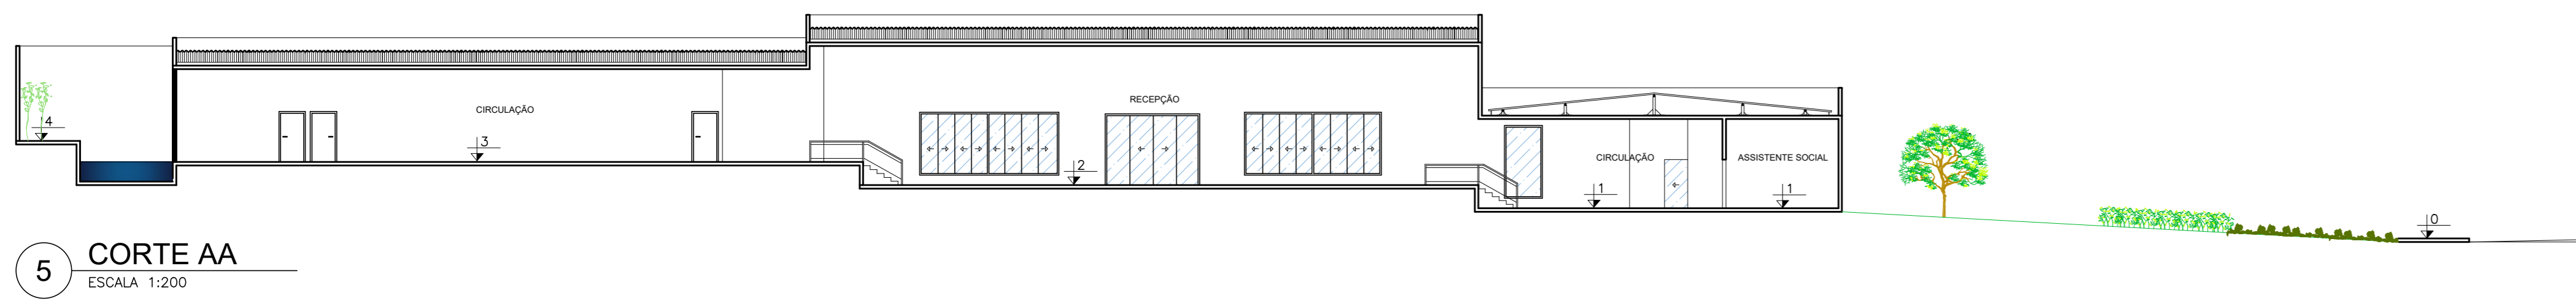 RECEPÇÃO
CIRCULAÇÃO
4
3
2
CIRCULAÇÃO
ASSISTENTE SOCIAL
1
1
0
5
CORTE AA
ESCALA 1:200